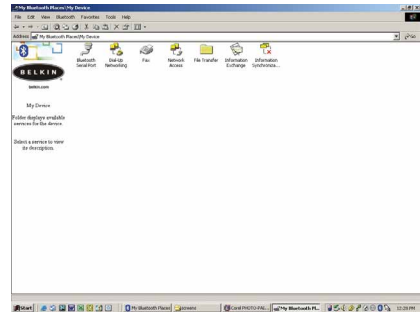 My Bluetooth Places\My Device
File Edit View Bluetooth Favorites Tools Help
Address My Bluetooth Places\My Device
Go
BELKIN
belkin.com
My Device
Folder displays available
services for the device.
Select a service to view
its description.
Bluetooth
Serial Port
Dial-Up
Networking
Fax
Network
Access
File Transfer
Information
Exchange
Information
Synchroniza...
Start
My Bluetooth Places
screens
Corel PHOTO-PAI...
My Bluetooth Pl...
12:28 PM